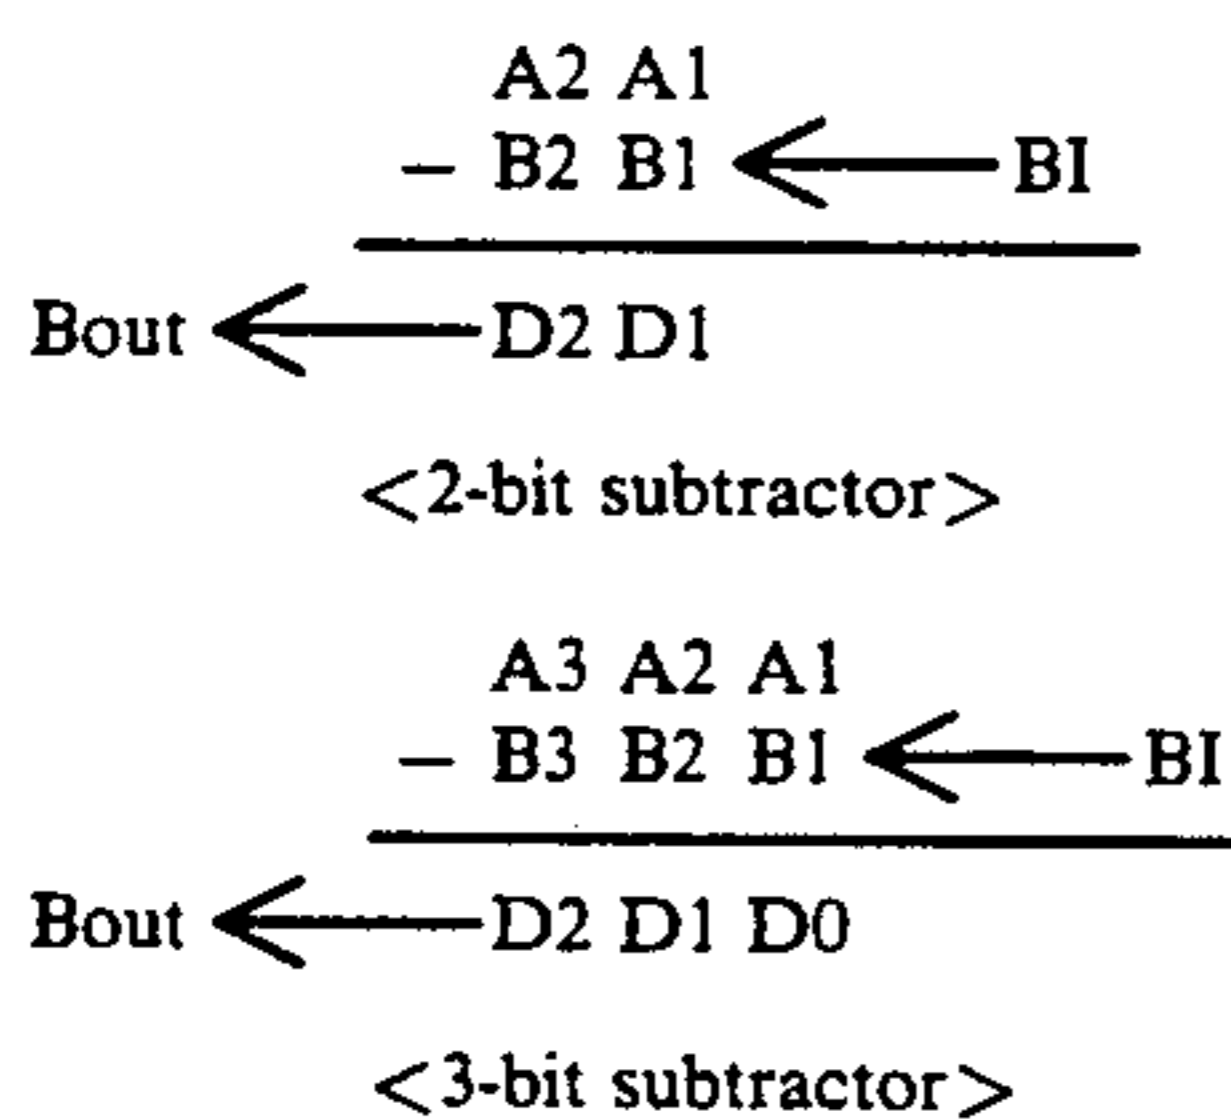 A2 A1
– B2 B1 BI
Bout D2 D1
<2-bit subtractor>
A3 A2 A1
– B3 B2 B1 BI
Bout D2 D1 D0
<3-bit subtractor>